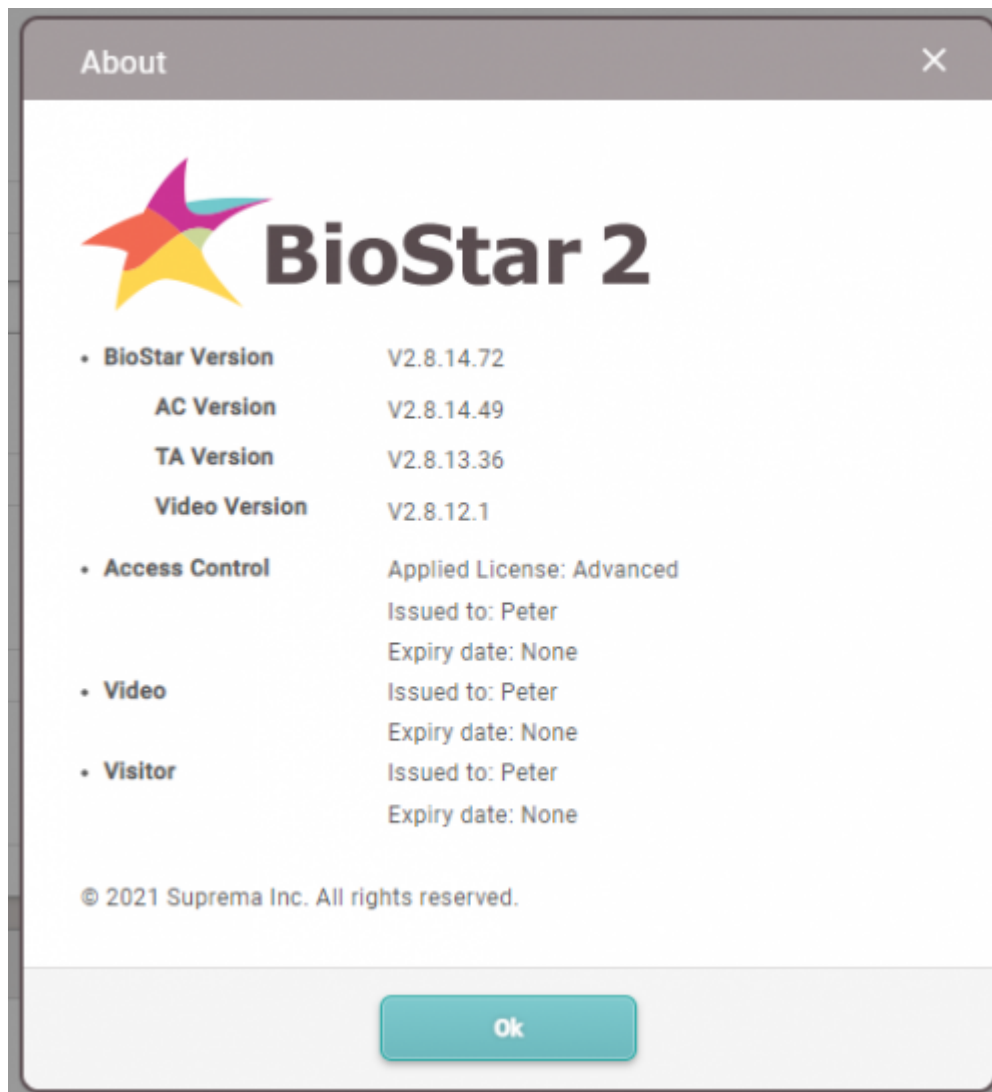 About
BioStar 2
• BioStar Version V2.8.14.72
AC Version V2.8.14.49
TA Version V2.8.13.36
Video Version V2.8.12.1
• Access Control Applied License: Advanced
Issued to: Peter
Expiry date: None
• Video Issued to: Peter
Expiry date: None
• Visitor Issued to: Peter
Expiry date: None
© 2021 Suprema Inc. All rights reserved.
Ok